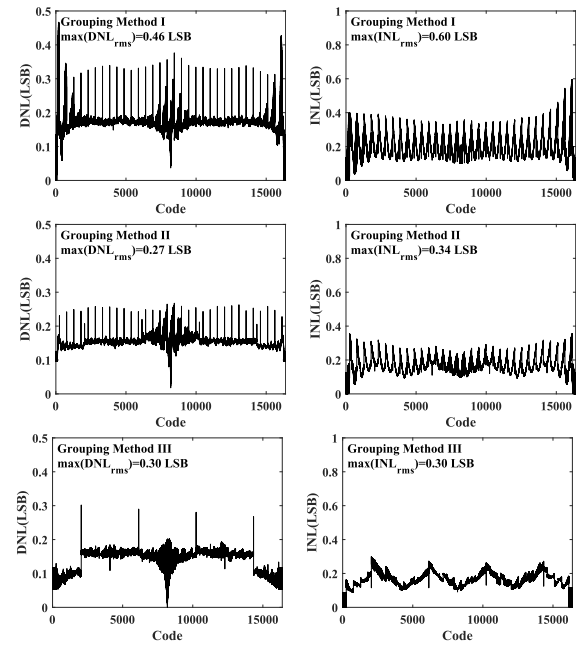 Grouping Method I
max(DNLrms)=0.46 LSB
DNL(LSB)
0.5
0.4
0.3
0.2
0.1
0
0 5000 10000 15000
Code
Grouping Method I
max(INLrms)=0.60 LSB
INL(LSB)
1
0.8
0.6
0.4
0.2
0
0 5000 10000 15000
Code
Grouping Method II
max(DNLrms)=0.27 LSB
DNL(LSB)
0.5
0.4
0.3
0.2
0.1
0
0 5000 10000 15000
Code
Grouping Method II
max(INLrms)=0.34 LSB
INL(LSB)
1
0.8
0.6
0.4
0.2
0
0 5000 10000 15000
Code
Grouping Method III
max(DNLrms)=0.30 LSB
DNL(LSB)
0.5
0.4
0.3
0.2
0.1
0
0 5000 10000 15000
Code
Grouping Method III
max(INLrms)=0.30 LSB
INL(LSB)
1
0.8
0.6
0.4
0.2
0
0 5000 10000 15000
Code